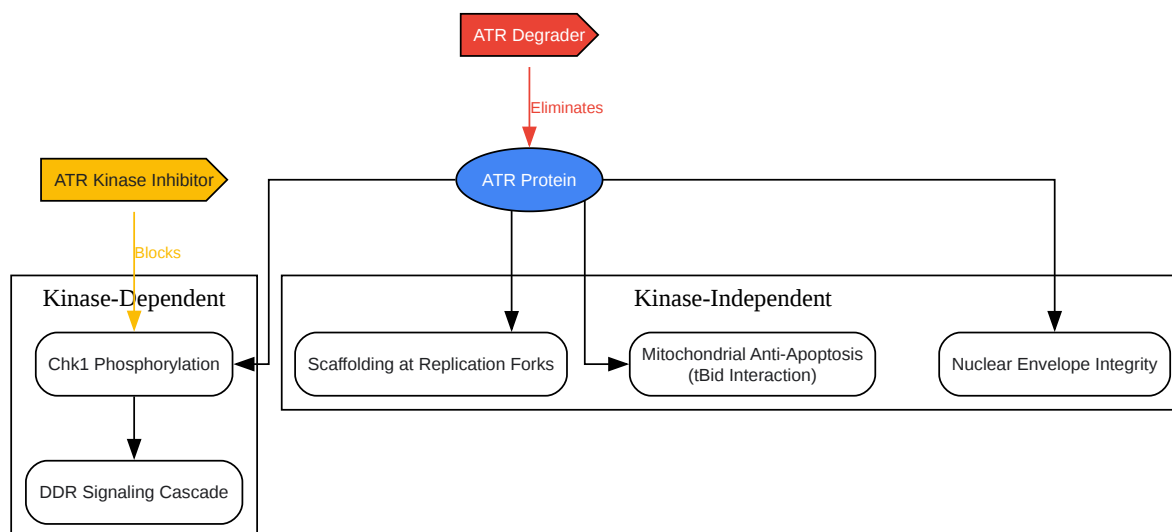 ATR Degrader
Eliminates
ATR Kinase Inhibitor
ATR Protein
Blocks
Kinase-Dependent
Kinase-Independent
Chk1 Phosphorylation
Scaffolding at Replication Forks
Mitochondrial Anti-Apoptosis
(tBid Interaction)
Nuclear Envelope Integrity
DDR Signaling Cascade